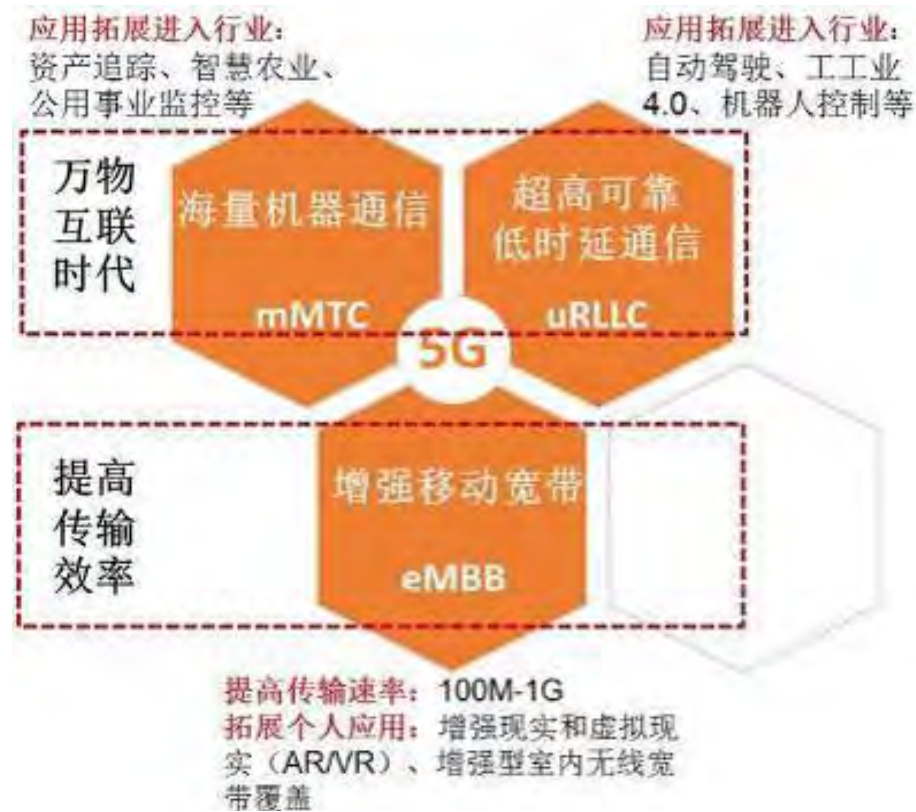 应用拓展进入行业：
资产追踪、智慧农业、
公用事业监控等
应用拓展进入行业：
自动驾驶、工工业
4.0、机器人控制等
万物
互联
时代
海量机器通信
mMTC
超高可靠
低时延通信
uRLLC
5G
提高
传输
效率
增强移动宽带
eMBB
提高传输速率：100M-1G
拓展个人应用：增强现实和虚拟现
实（AR/VR）、增强型室内无线宽
带覆盖